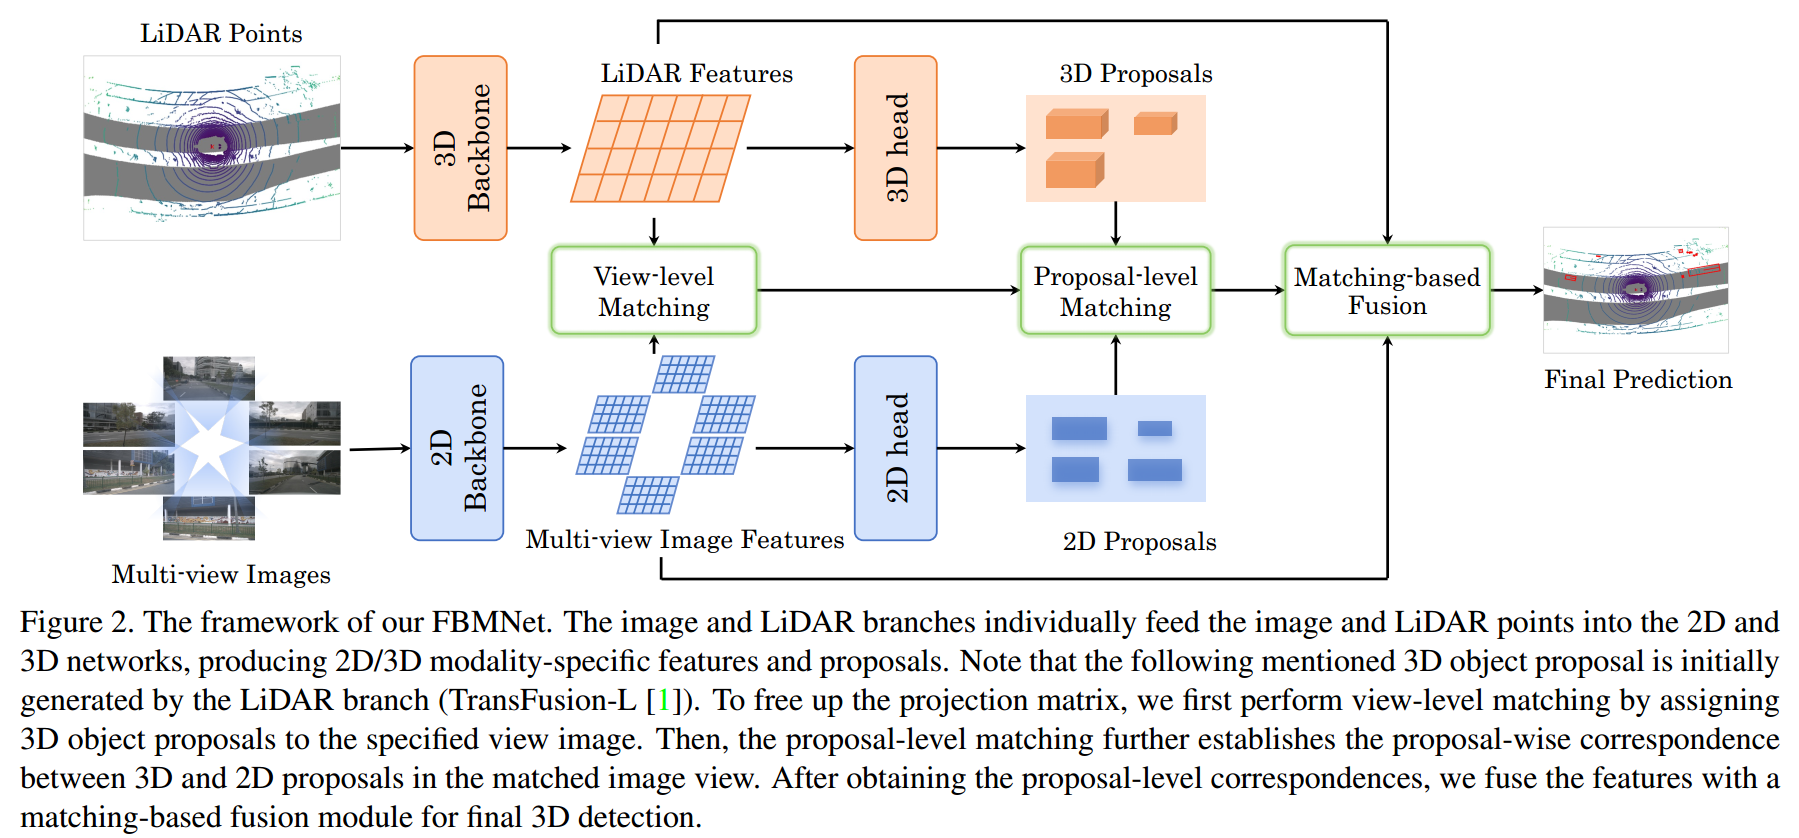 LiDAR Points
3D
Backbone
LiDAR Features
3D head
3D Proposals
View-level
Matching
Proposal-level
Matching
Matching-based
Fusion
Final Prediction
2D
Backbone
2D head
Multi-view Image Features
2D Proposals
Multi-view Images
Figure 2. The framework of our FBMNet. The image and LiDAR branches individually feed the image and LiDAR points into the 2D and
3D networks, producing 2D/3D modality-specific features and proposals. Note that the following mentioned 3D object proposal is initially
generated by the LiDAR branch (TransFusion-L [1]). To free up the projection matrix, we first perform view-level matching by assigning
3D object proposals to the specified view image. Then, the proposal-level matching further establishes the proposal-wise correspondence
between 3D and 2D proposals in the matched image view. After obtaining the proposal-level correspondences, we fuse the features with a
matching-based fusion module for final 3D detection.